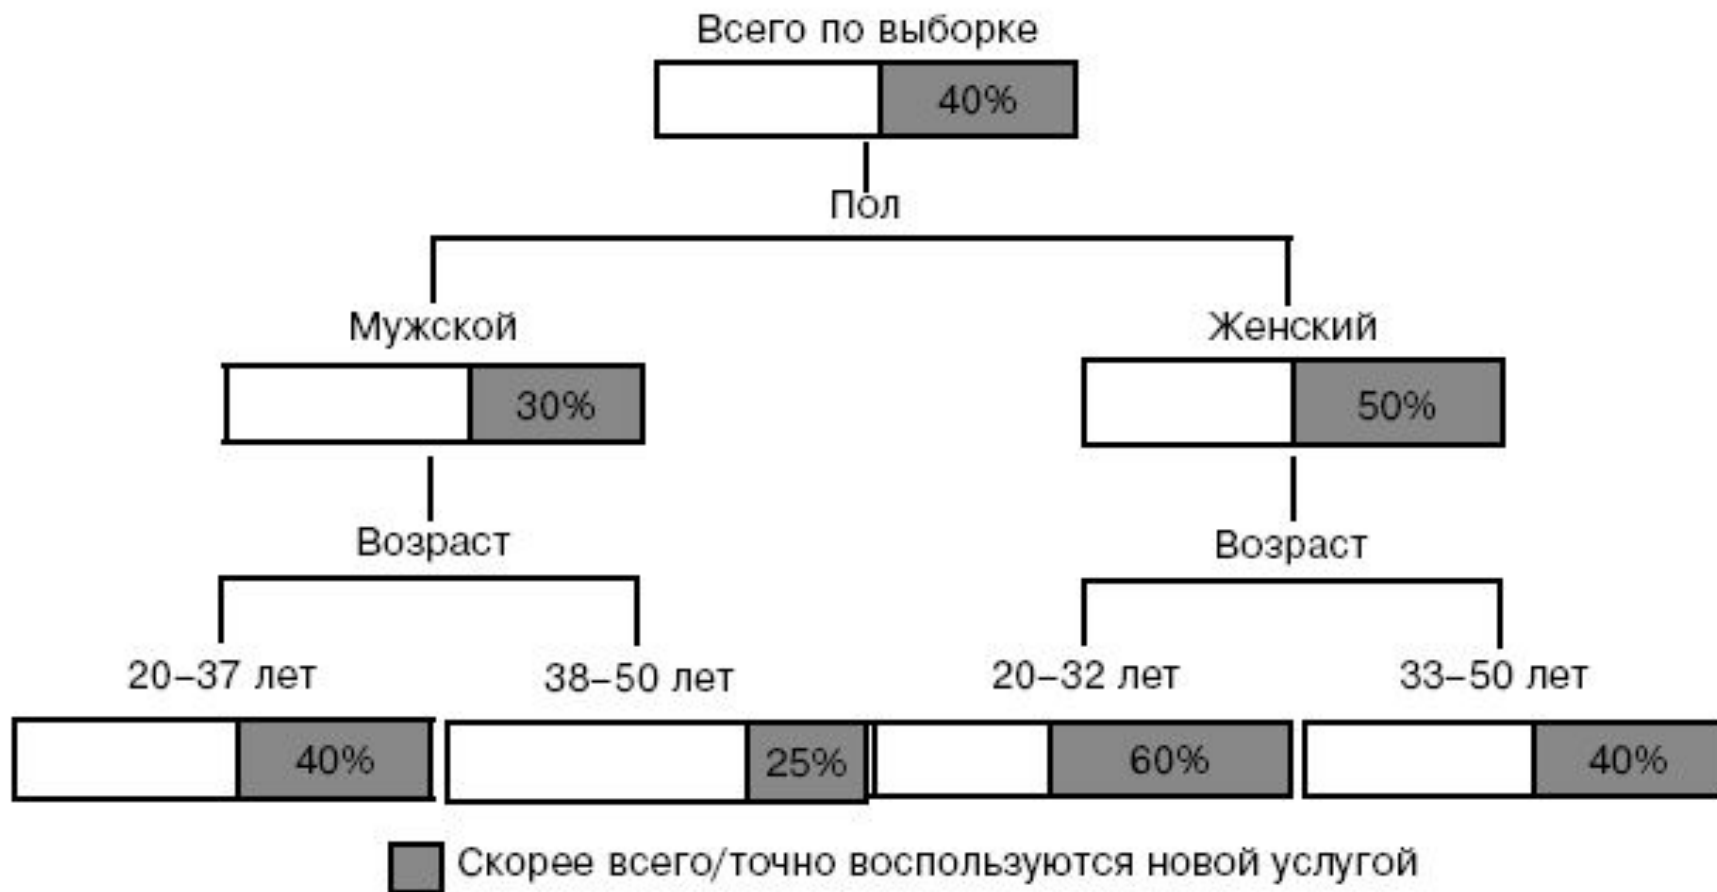 Всего по выборке
40%
Пол
Мужской
Женский
30%
50%
Возраст
Возраст
20–37 лет
38–50 лет
20–32 лет
33–50 лет
40%
25%
60%
40%
Скорее всего/точно воспользуются новой услугой